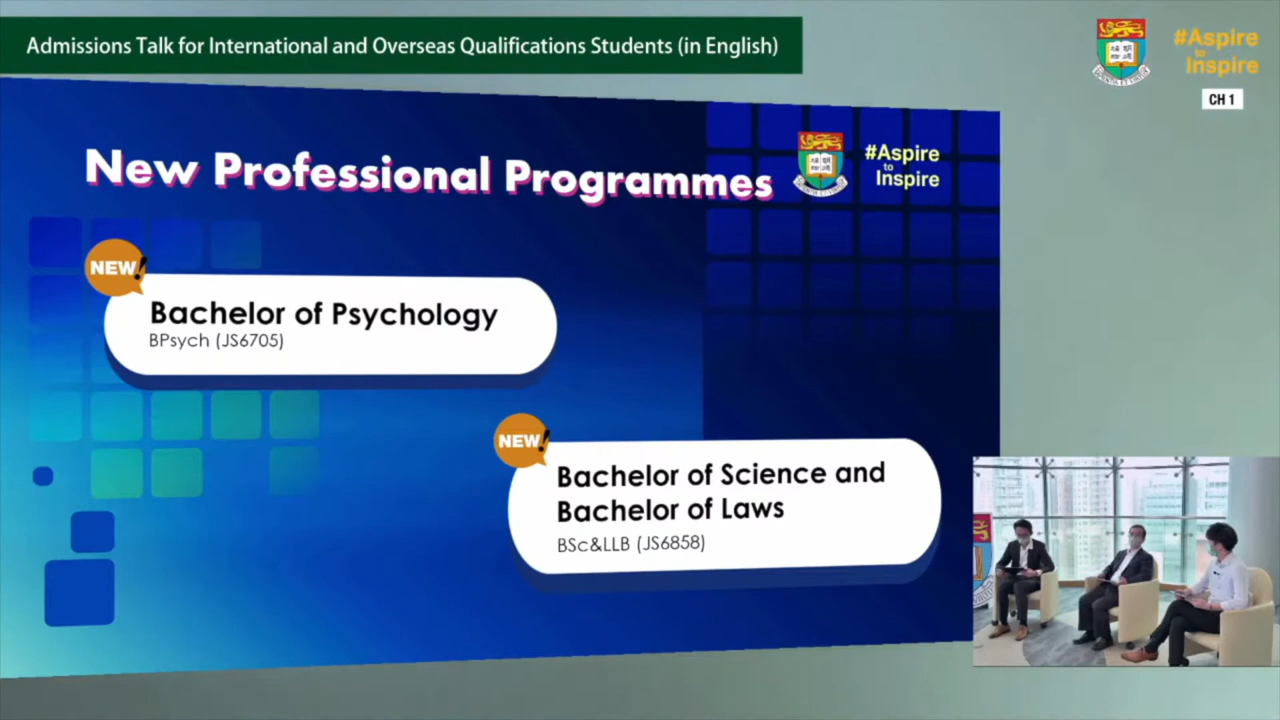 Admissions Talk for International and Overseas Qualifications Students (in English)
#Aspire
to
Inspire
CH 1
New Professional Programmes
#Aspire
to
Inspire
NEW!
Bachelor of Psychology
BPsych (JS6705)
NEW!
Bachelor of Science and
Bachelor of Laws
BSc&LLB (JS6858)